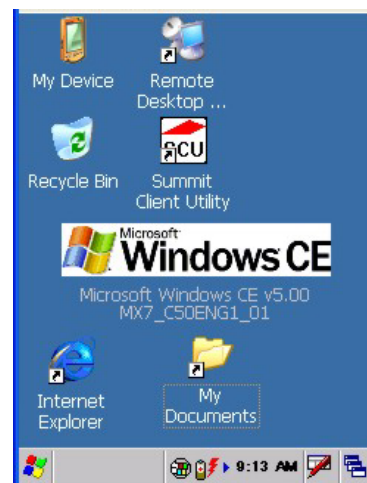 My Device
Remote
Desktop ...
Recycle Bin
SCU
Summit
Client Utility
Microsoft
Windows CE
Microsoft Windows CE v5.00
MX7_C50ENG1_01
Internet
Explorer
My
Documents
9:13 AM